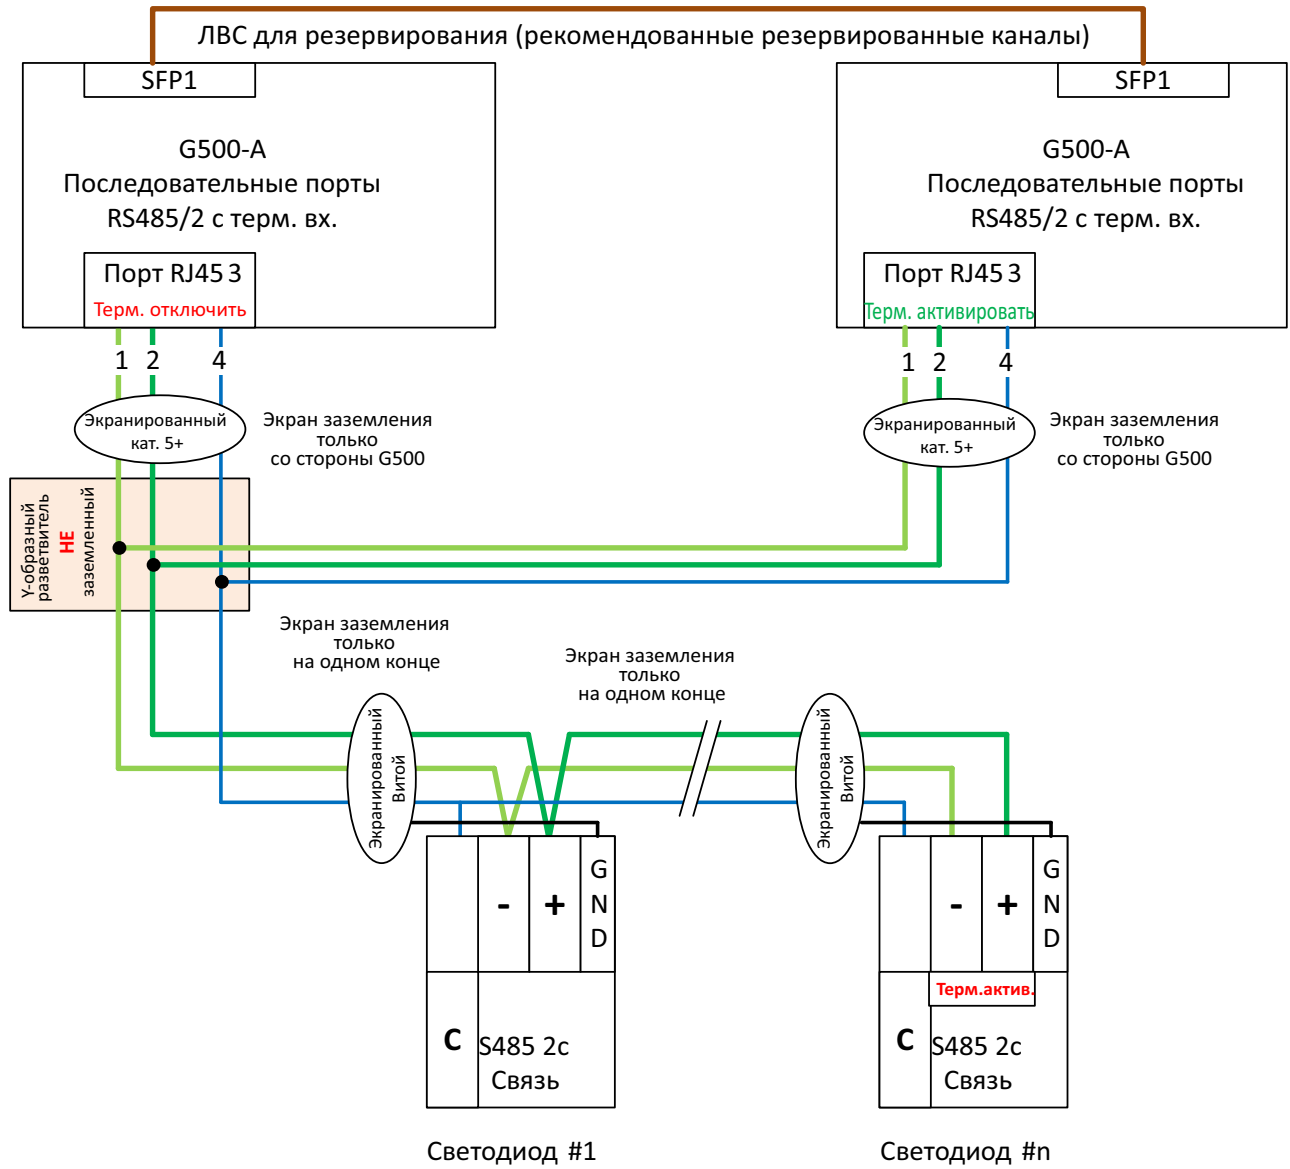 ЛВС для резервирования (рекомендованные резервированные каналы)
SFP1
SFP1
G500-A
Последовательные порты
RS485/2 с терм. вх.
G500-A
Последовательные порты
RS485/2 с терм. вх.
Порт RJ45 3
Терм. отключить
Порт RJ45 3
Терм. активировать
1 2 4
1 2 4
Экранированный
кат. 5+
Экран заземления
только
со стороны G500
Экранированный
кат. 5+
Экран заземления
только
со стороны G500
Y-образный
разветвитель
НЕ
заземленный
Экран заземления
только
на одном конце
Экран заземления
только
на одном конце
Экранированный
Витой
Экранированный
Витой
- + GND
- + GND
Терм.актив.
C
S485 2с
Связь
C
S485 2с
Связь
Светодиод #1
Светодиод #n